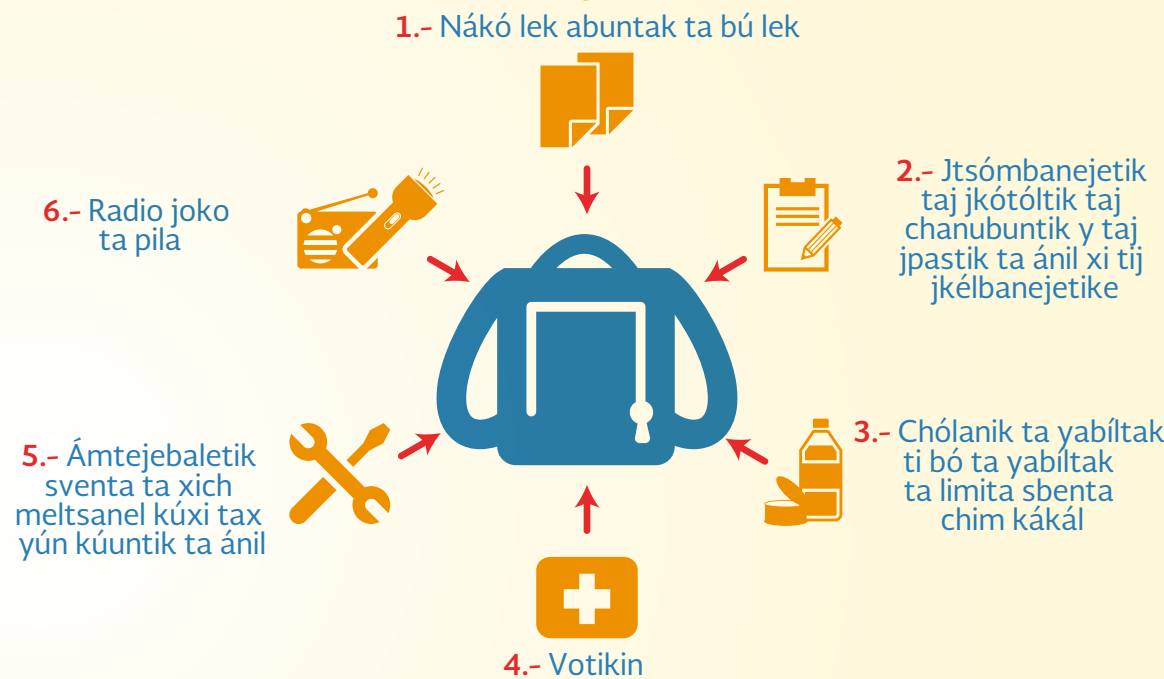 1.- Nákó lek abuntak ta bú lek
2.- Jtsómbanejetik
taj jkótóltik taj
chanubuntik y taj
jpastik ta ánil xi tij
jkélbanejetike
3.- Chólanik ta yabíltak
ti bó ta yabíltak
ta limita sbenta
chim kákál
4.- Votikin
5.- Ámtejebaletik
sventa ta xich
meltsanel kúxi tax
yún kúuntik ta ánil
6.- Radio joko
ta pila